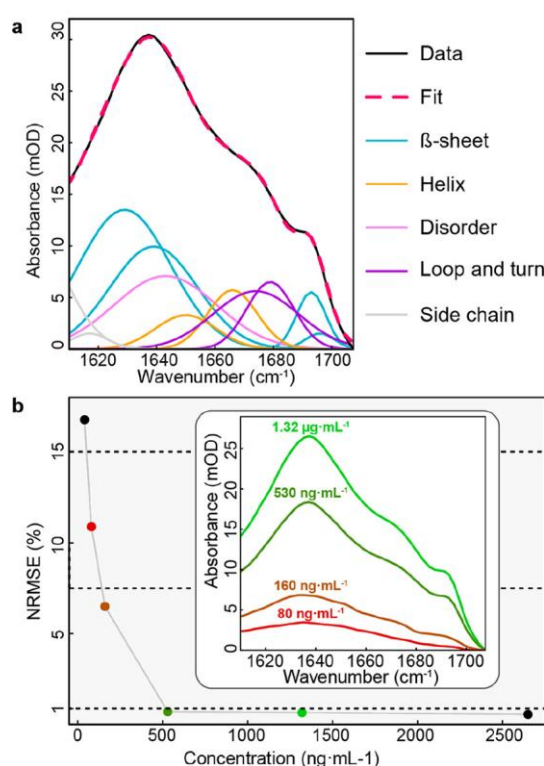 a
Absorbance (mOD)
30
25
20
15
10
5
0
1620 1640 1660 1680 1700
Wavenumber (cm⁻¹)
Data
Fit
ß-sheet
Helix
Disorder
Loop and turn
Side chain
b
NRMSE (%)
15
10
5
1
0 500 1000 1500 2000 2500
Concentration (ng·mL-1)
Absorbance (mOD)
25
20
15
10
5
0
1.32 µg·mL⁻¹
530 ng·mL⁻¹
160 ng·mL⁻¹
80 ng·mL⁻¹
1620 1640 1660 1680 1700
Wavenumber (cm⁻¹)